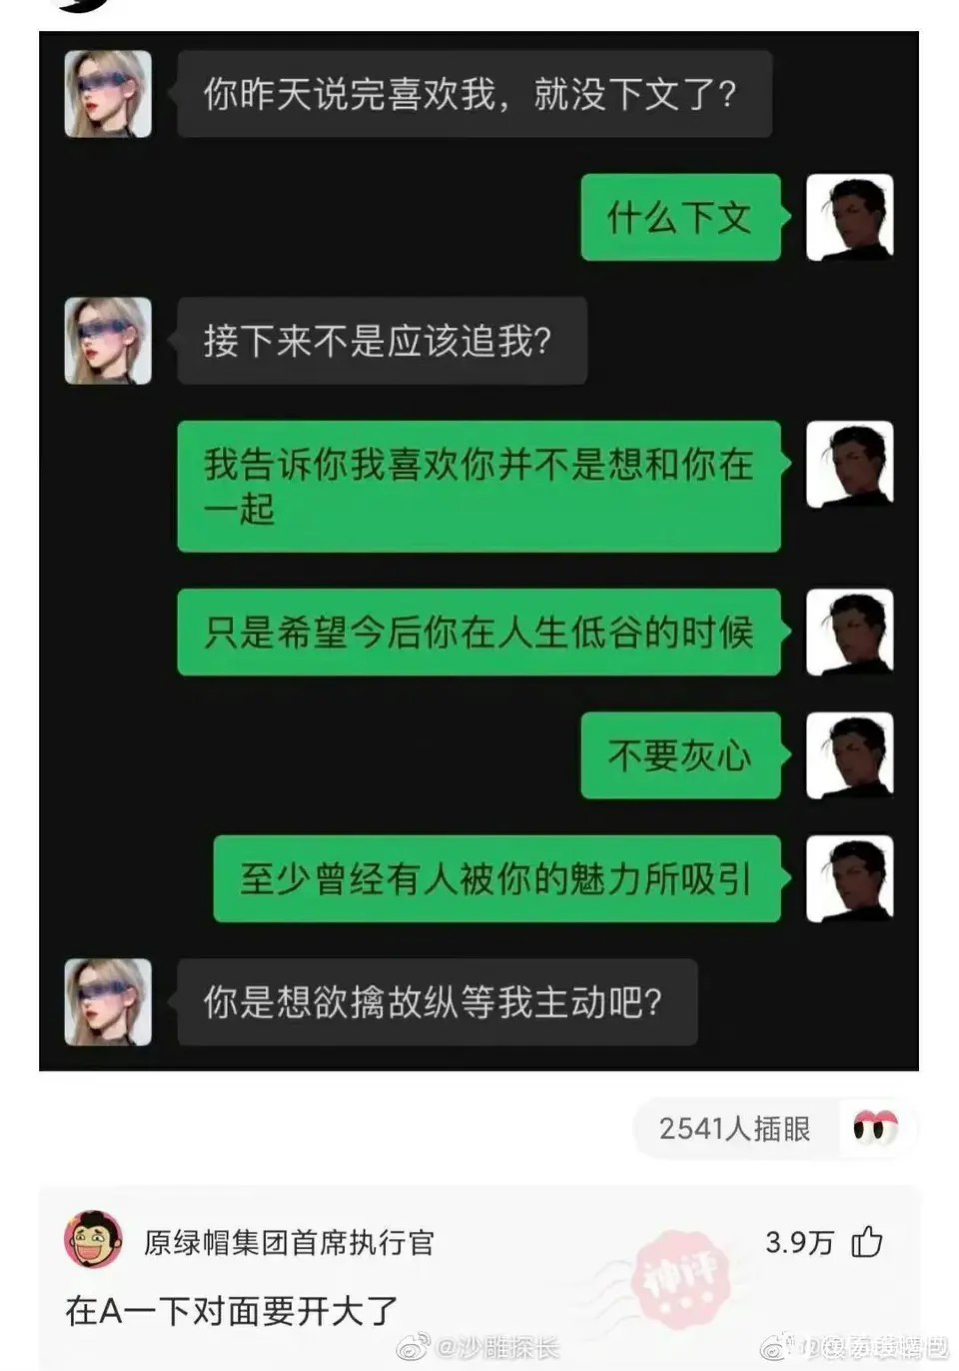 你昨天说完喜欢我，就没下文了？
什么下文
接下来不是应该追我？
我告诉你我喜欢你并不是想和你在
一起
只是希望今后你在人生低谷的时候
不要灰心
至少曾经有人被你的魅力所吸引
你是想欲擒故纵等我主动吧？
2541人插眼
原绿帽集团首席执行官
神评
3.9万
在A一下对面要开大了
@沙雕探长